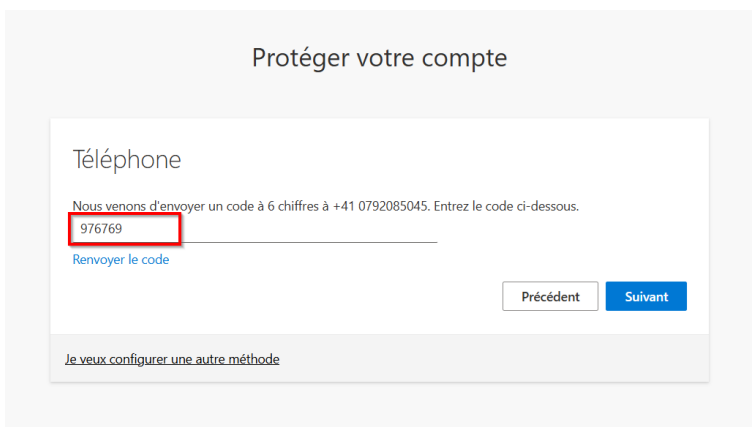 Protéger votre compte
Téléphone
Nous venons d'envoyer un code à 6 chiffres à +41 0792085045. Entrez le code ci-dessous.
976769
Renvoyer le code
Précédent
Suivant
Je veux configurer une autre méthode